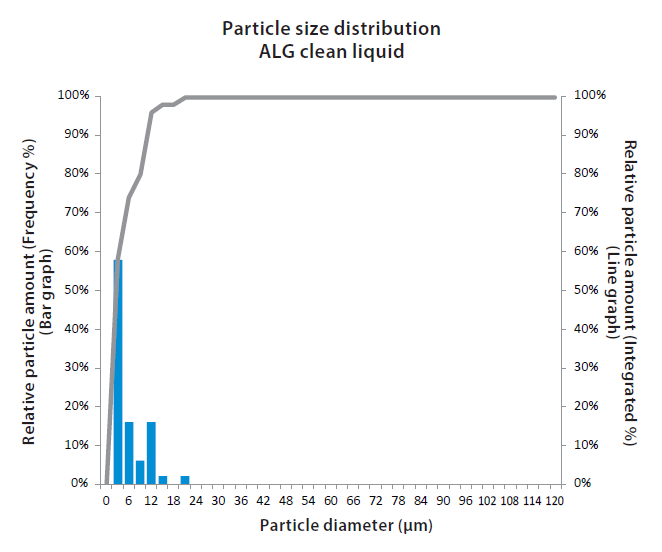 Particle size distribution
ALG clean liquid
Relative particle amount (Frequency %)
(Bar graph)
100%
90%
80%
70%
60%
50%
40%
30%
20%
10%
0%
100%
90%
80%
70%
60%
50%
40%
30%
20%
10%
0%
Relative particle amount (Integrated %)
(Line graph)
0 6 12 18 24 30 36 42 48 54 60 66 72 78 84 90 96 102 108 114 120
Particle diameter (μm)